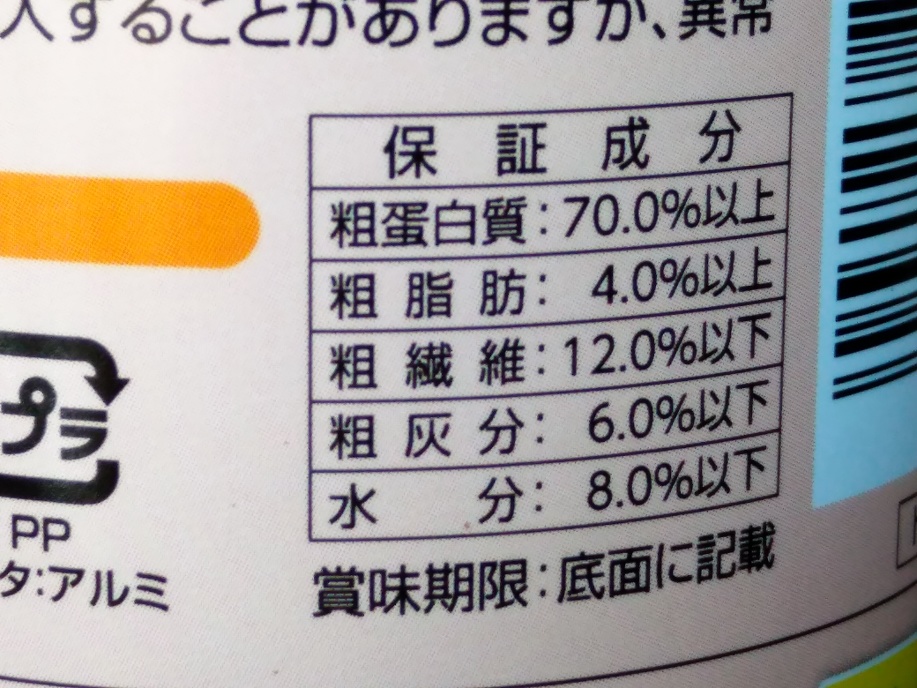 入することがありますが、異常
保証成分
粗蛋白質:70.0%以上
粗脂肪:4.0%以上
粗繊維:12.0%以下
粗灰分:6.0%以下
水分:8.0%以下
賞味期限:底面に記載
プラ
PP
タ:アルミ